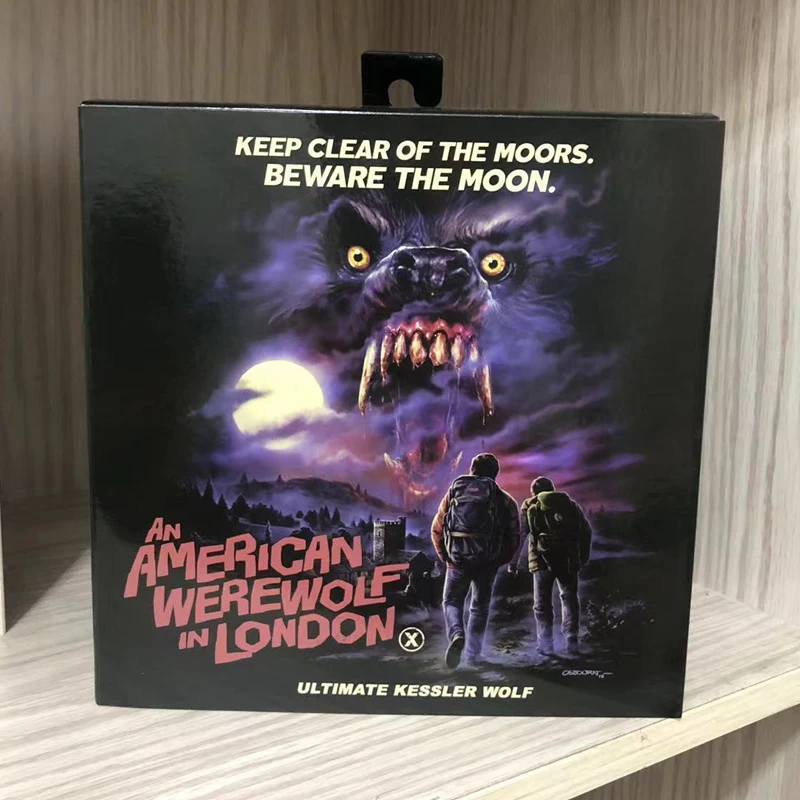 KEEP CLEAR OF THE MOORS.
BEWARE THE MOON.
AN
AMERICAN
WEREWOLF
IN LONDON X
ULTIMATE KESSLER WOLF